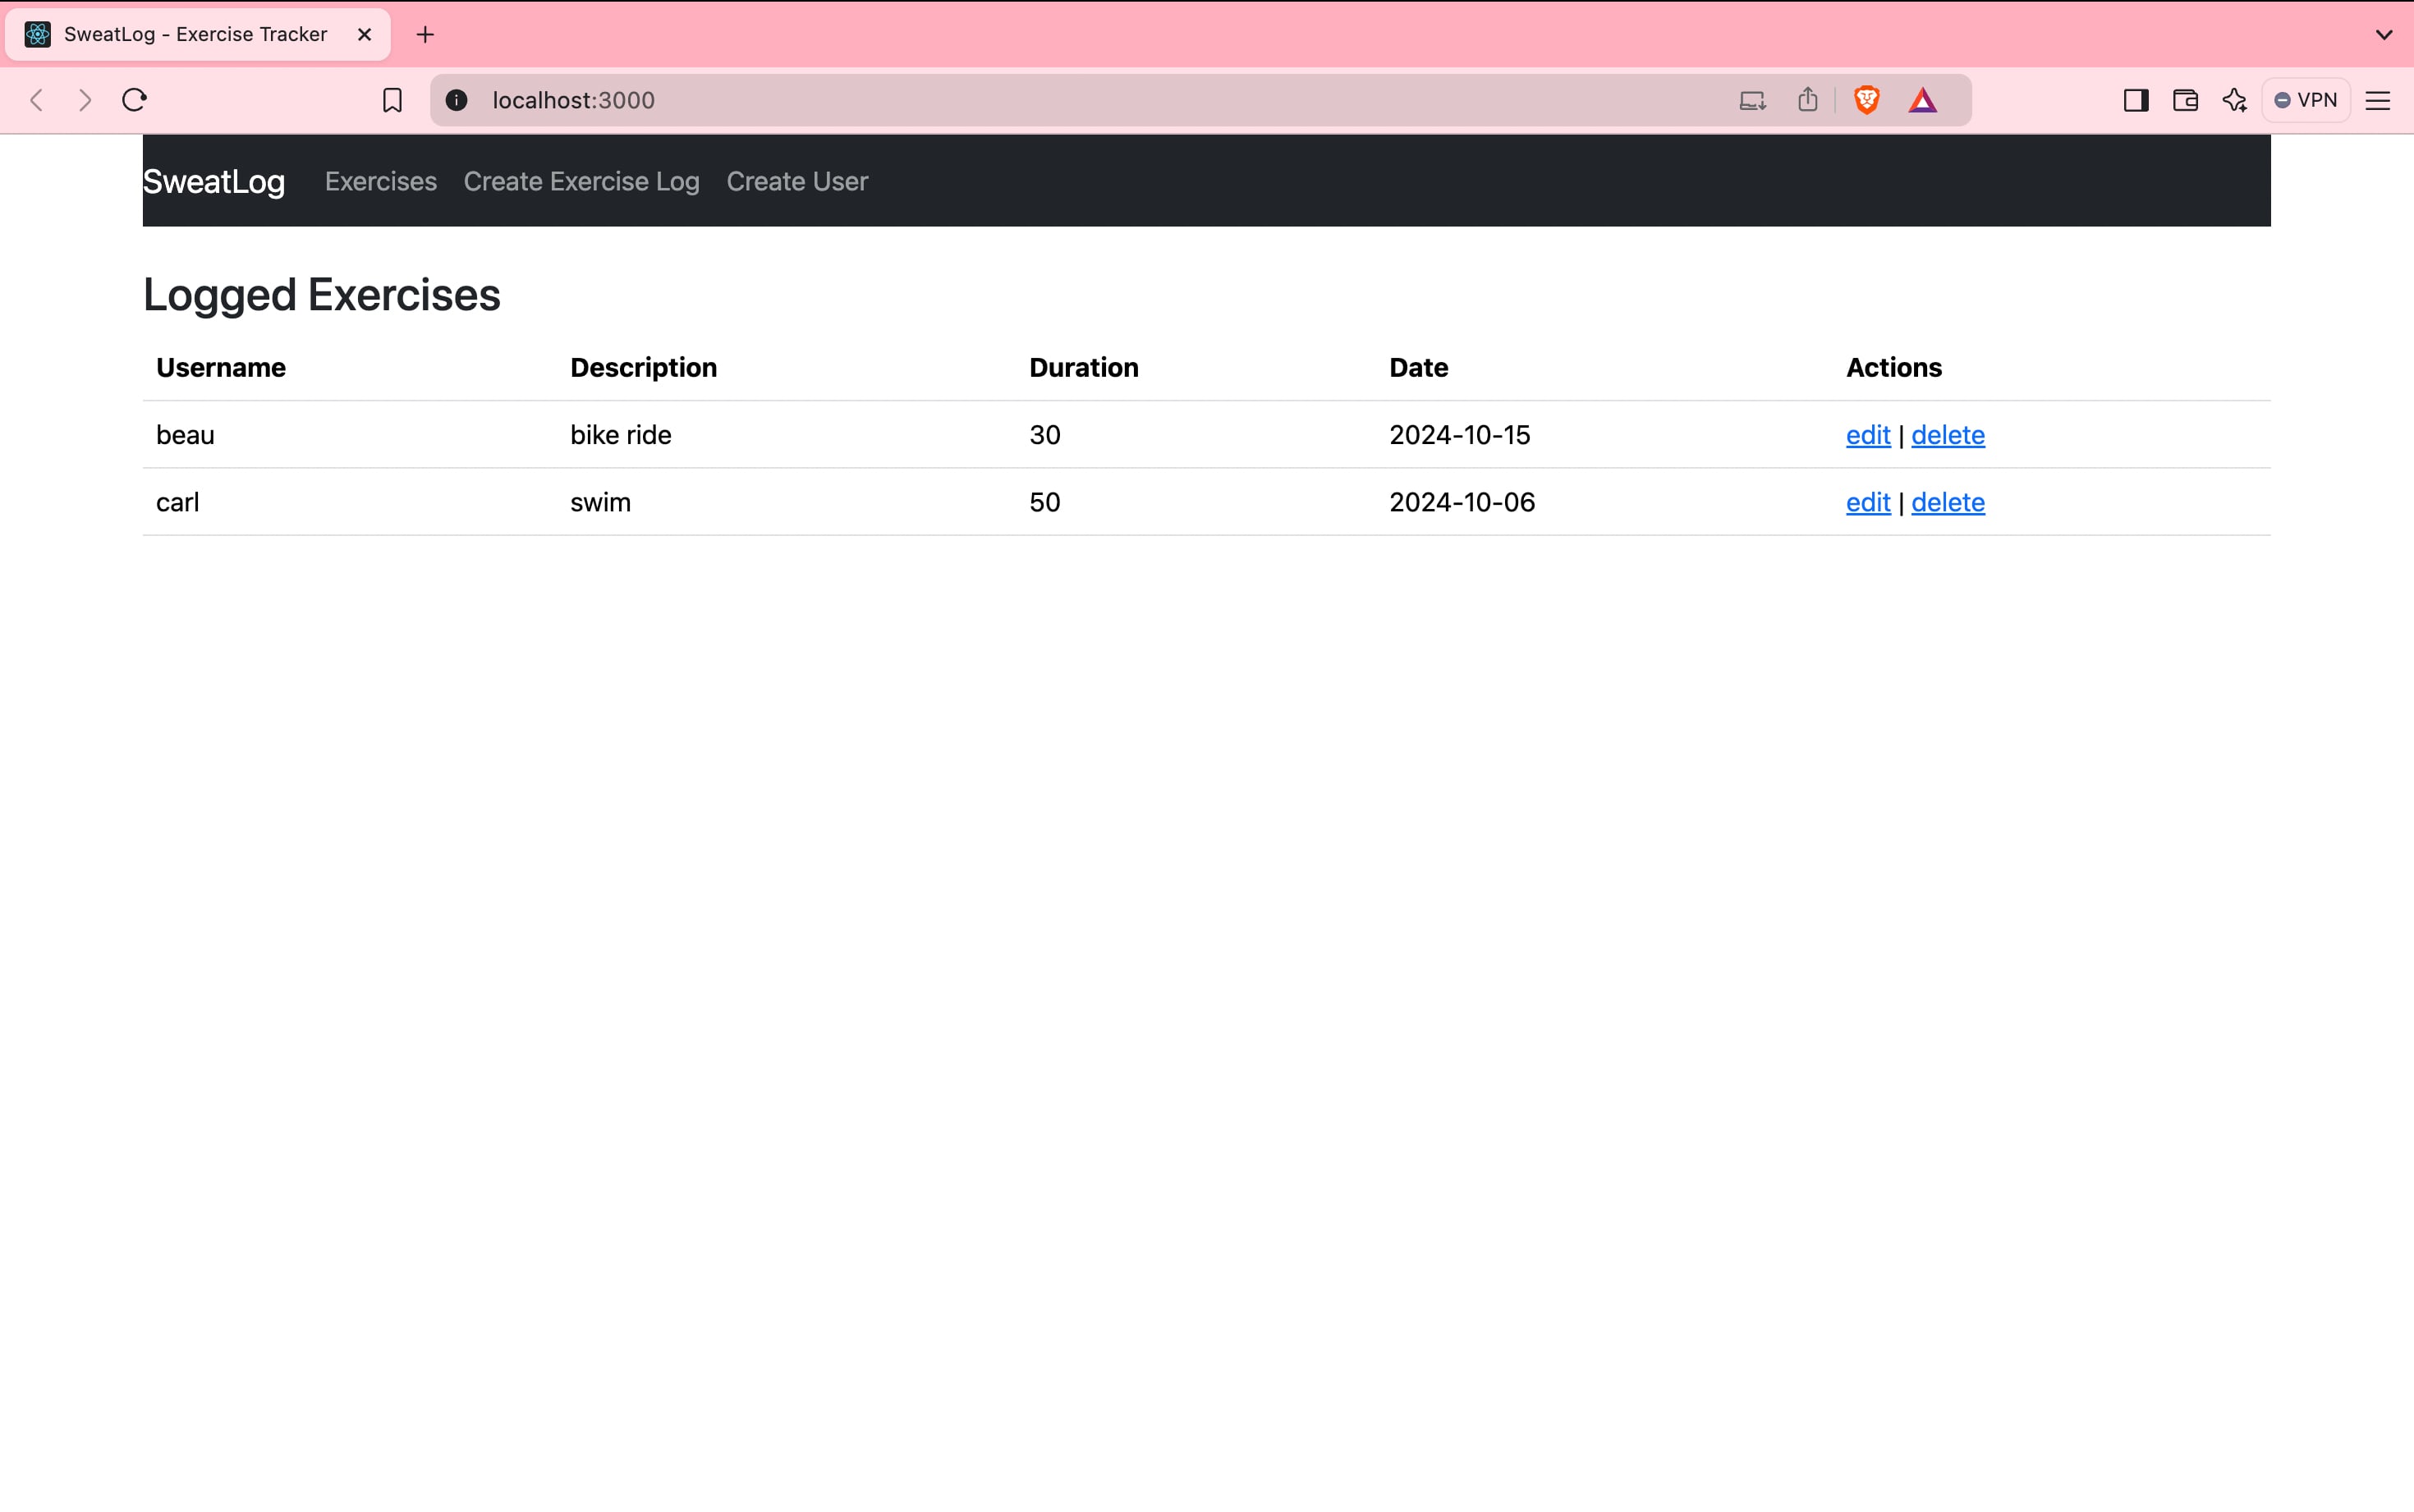 SweatLog - Exercise Tracker
localhost:3000
VPN
SweatLog Exercises Create Exercise Log Create User
Logged Exercises
Username Description Duration Date Actions
beau bike ride 30 2024-10-15 edit | delete
carl swim 50 2024-10-06 edit | delete